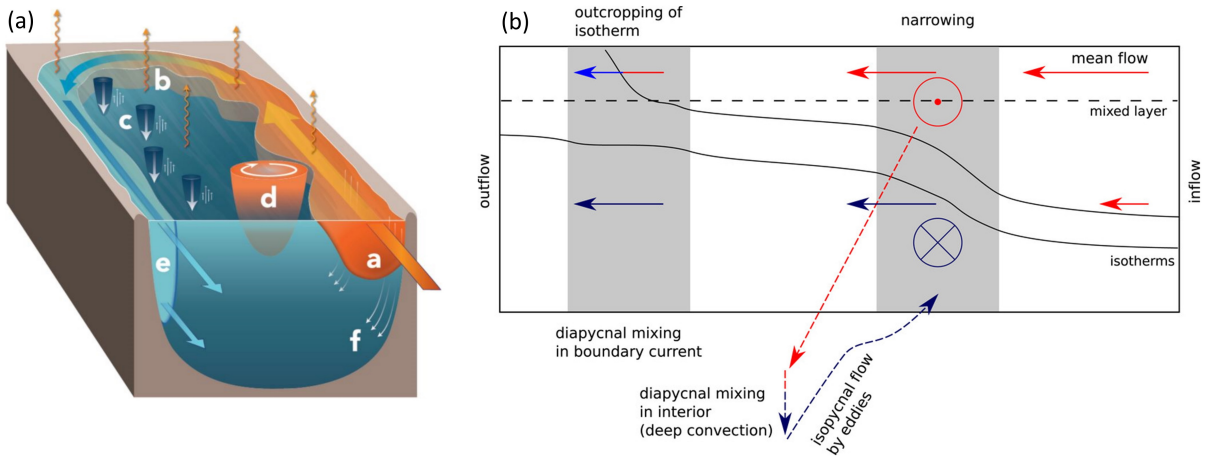 (a)
b
c
d
e
a
f
(b)
outcropping of
isotherm
narrowing
mean flow
mixed layer
outflow
inflow
isotherms
diapycnal mixing
in boundary current
diapycnal mixing
in interior
(deep convection)
isopycnal flow
by eddies